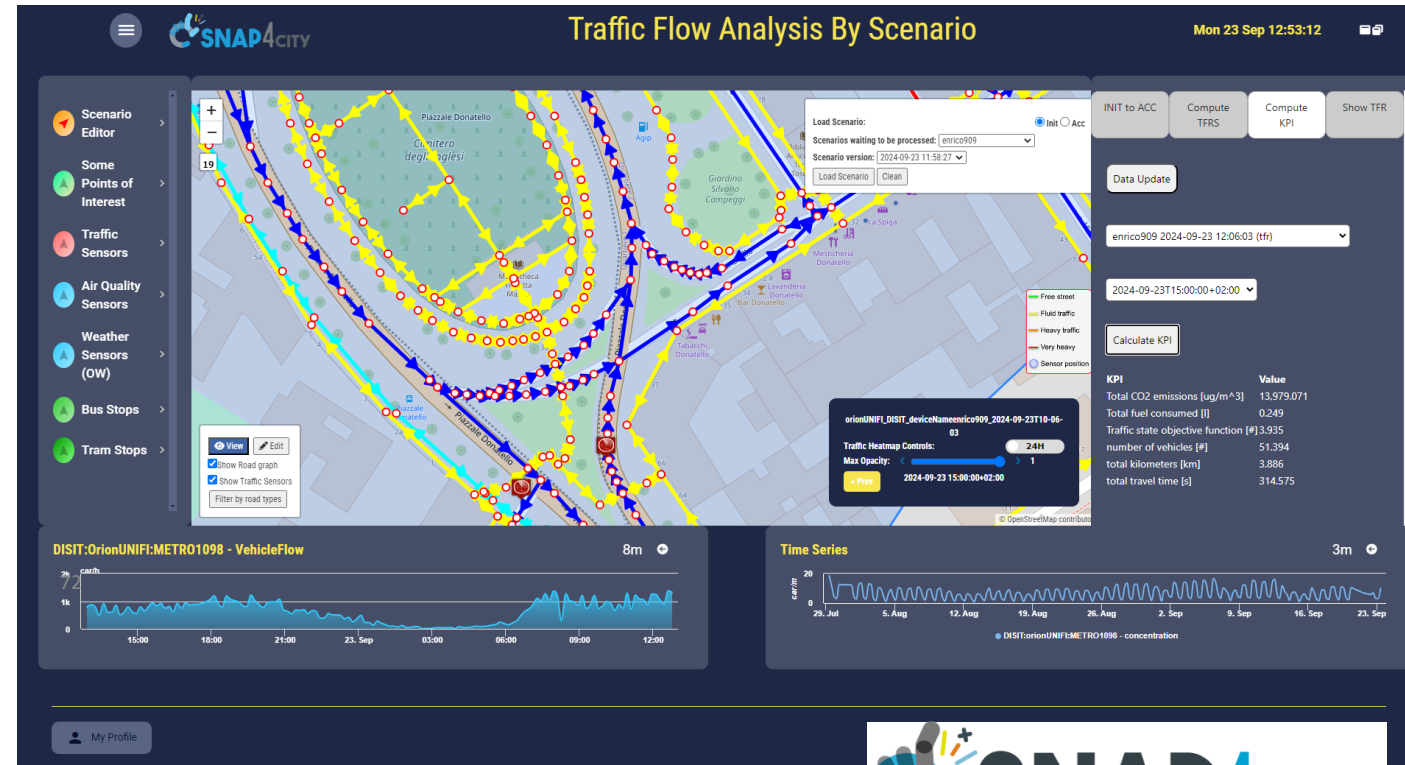 SNAP4CITY
Traffic Flow Analysis By Scenario
Mon 23 Sep 12:53:12
Scenario
Editor
Some
Points of
Interest
Traffic
Sensors
Air Quality
Sensors
Weather
Sensors
(OW)
Bus Stops
Tram Stops
+
−
19
Piazzale Donatello
Cimitero
degli Inglesi
Agip
Giardino
Silvano
Campeggi
La Spiga
Mesticheria
Donatello
Lavanderia
Donatello
Bar Donatello
Tabacchi
Donatello
Piazzale
Donatello
Piazzale Donatello
View
Edit
Show Road graph
Show Traffic Sensors
Filter by road types
Load Scenario:
Init
Acc
Scenarios waiting to be processed: enrico909
Scenario version: 2024-09-23 11:58:27
Load Scenario
Clean
Free street
Fluid traffic
Heavy traffic
Very heavy
Sensor position
orionUNIFI_DISIT_deviceNameenrico909_2024-09-23T10-06-
03
Traffic Heatmap Controls:
24H
Max Opacity: < > 1
« Prev
2024-09-23 15:00:00+02:00
© OpenStreetMap contributo
INIT to ACC
Compute
TFRS
Compute
KPI
Show TFR
Data Update
enrico909 2024-09-23 12:06:03 (tfr)
2024-09-23T15:00:00+02:00
Calculate KPI
KPI Value
Total CO2 emissions [ug/m^3] 13,979.071
Total fuel consumed [l] 0.249
Traffic state objective function [#] 3.935
number of vehicles [#] 51.394
total kilometers [km] 3.886
total travel time [s] 314.575
DISIT:OrionUNIFI:METRO1098 - VehicleFlow
8m
car/h
72
2k
1k
0
15:00 18:00 21:00 23. Sep 03:00 06:00 09:00 12:00
Time Series
3m
car/m
20
0
29. Jul 5. Aug 12. Aug 19. Aug 26. Aug 2. Sep 9. Sep 16. Sep 23. Sep
DISIT:orionUNIFI:METRO1098 - concentration
My Profile
SNAP4